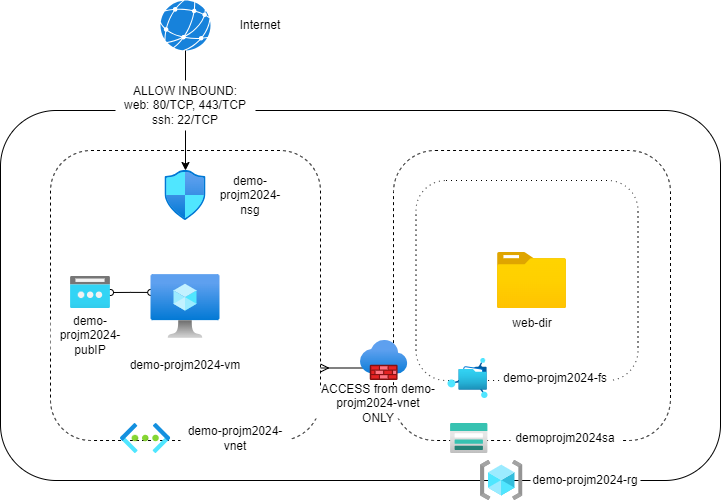 Internet
ALLOW INBOUND:
web: 80/TCP, 443/TCP
ssh: 22/TCP
demo-
projm2024-
nsg
web-dir
demo-
projm2024-
pubIP
demo-projm2024-vm
demo-projm2024-fs
ACCESS from demo-
projm2024-vnet
ONLY
demo-projm2024-
vnet
demoprojm2024sa
demo-projm2024-rg